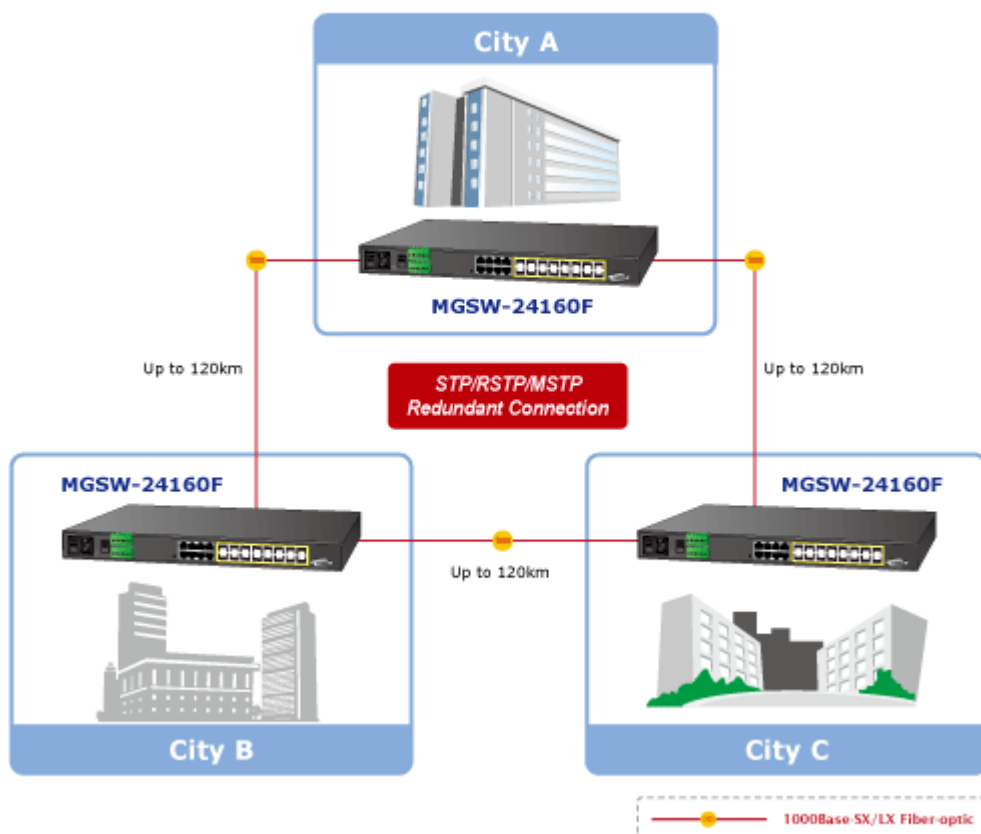 City A
MGSW-24160F
Up to 120km
Up to 120km
STP/RSTP/MSTP
Redundant Connection
MGSW-24160F
MGSW-24160F
Up to 120km
City B
City C
1000Base-SX/LX Fiber-optic